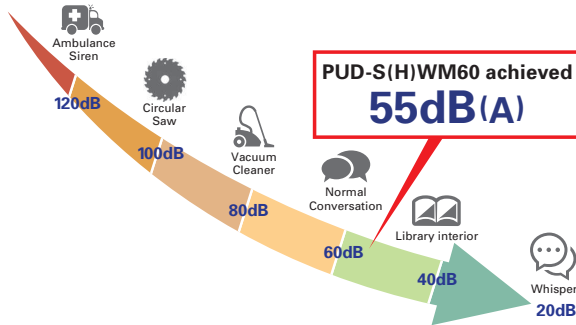 Ambulance
Siren
120dB
Circular
Saw
100dB
Vacuum
Cleaner
80dB
Normal
Conversation
60dB
PUD-S(H)WM60 achieved
55dB(A)
Library interior
40dB
Whisper
20dB